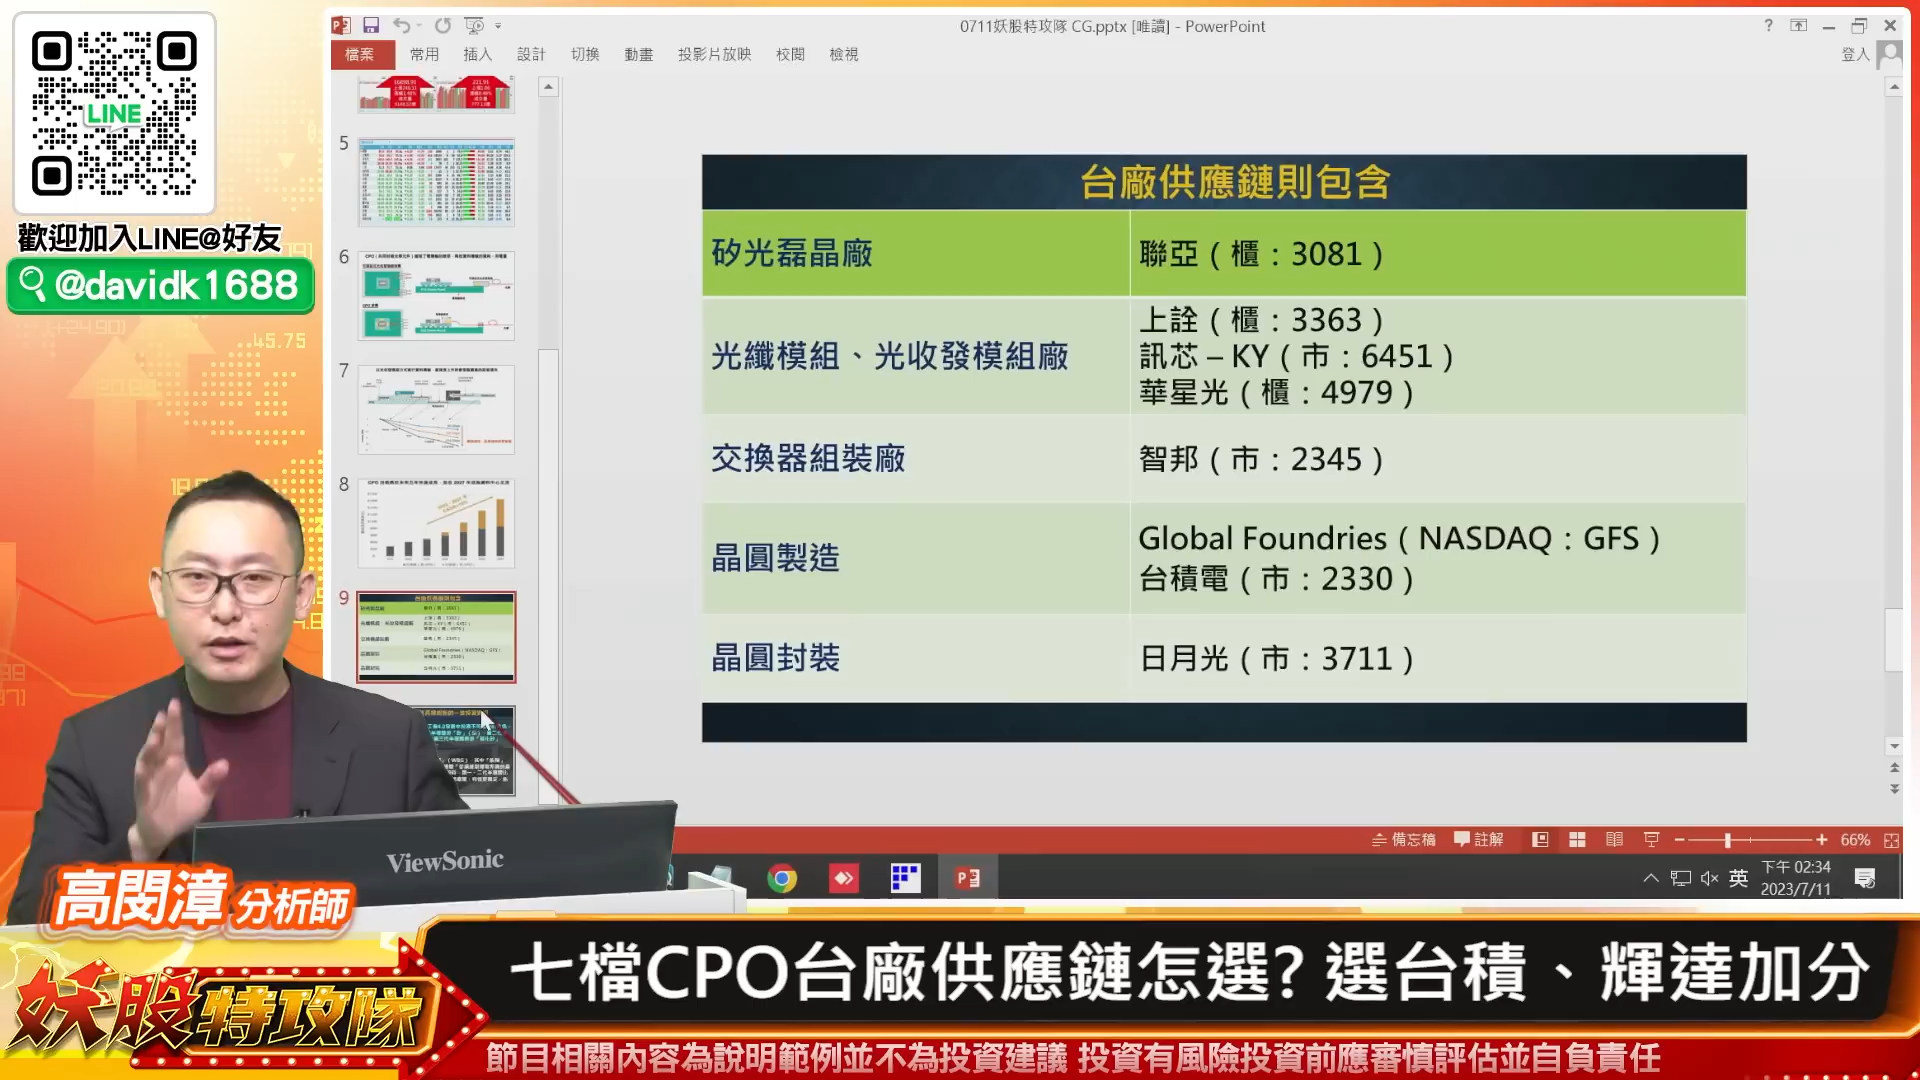 LINE
歡迎加入LINE@好友
@davidk1688
0711妖股特攻隊 CG.pptx [唯讀] - PowerPoint
檔案 常用 插入 設計 切換 動畫 投影片放映 校閱 檢視
登入
5
6
7
8
9
台廠供應鏈則包含
矽光磊晶廠 聯亞（櫃：3081）
光纖模組、光收發模組廠
上詮（櫃：3363）
訊芯–KY（市：6451）
華星光（櫃：4979）
交換器組裝廠 智邦（市：2345）
晶圓製造
Global Foundries（NASDAQ：GFS）
台積電（市：2330）
晶圓封裝 日月光（市：3711）
備忘稿 註解 66%
英
下午 02:34
2023/7/11
ViewSonic
高閔漳 分析師
妖股特攻隊
七檔CPO台廠供應鏈怎選? 選台積、輝達加分
節目相關內容為說明範例並不為投資建議 投資有風險投資前應審慎評估並自負責任